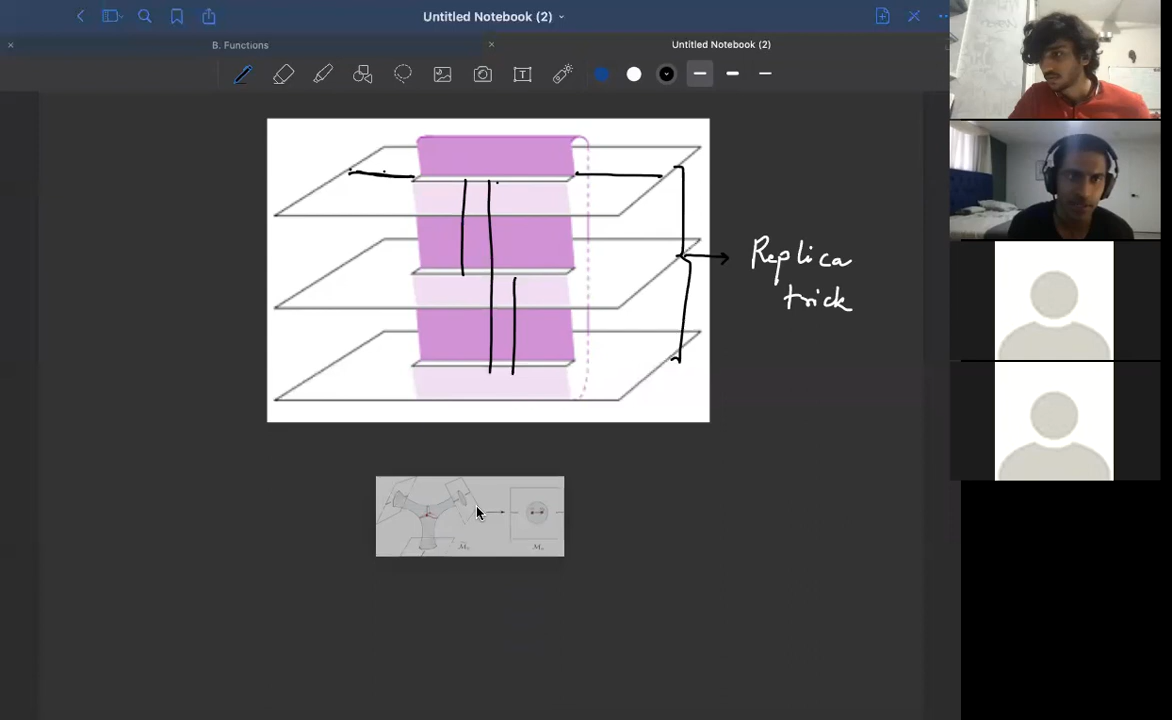 Untitled Notebook (2)
B. Functions
Untitled Notebook (2)
T
Replica
trick